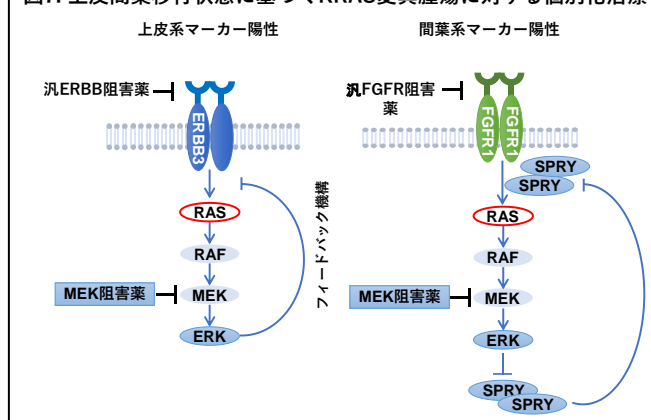 上皮系マーカー陽性
間葉系マーカー陽性
汎ERBB阻害薬
ERBB3
RAS
RAF
MEK阻害薬
MEK
ERK
フィードバック機構
汎FGFR阻害
薬
FGFR1
FGFR1
SPRY
SPRY
RAS
RAF
MEK阻害薬
MEK
ERK
SPRY
SPRY